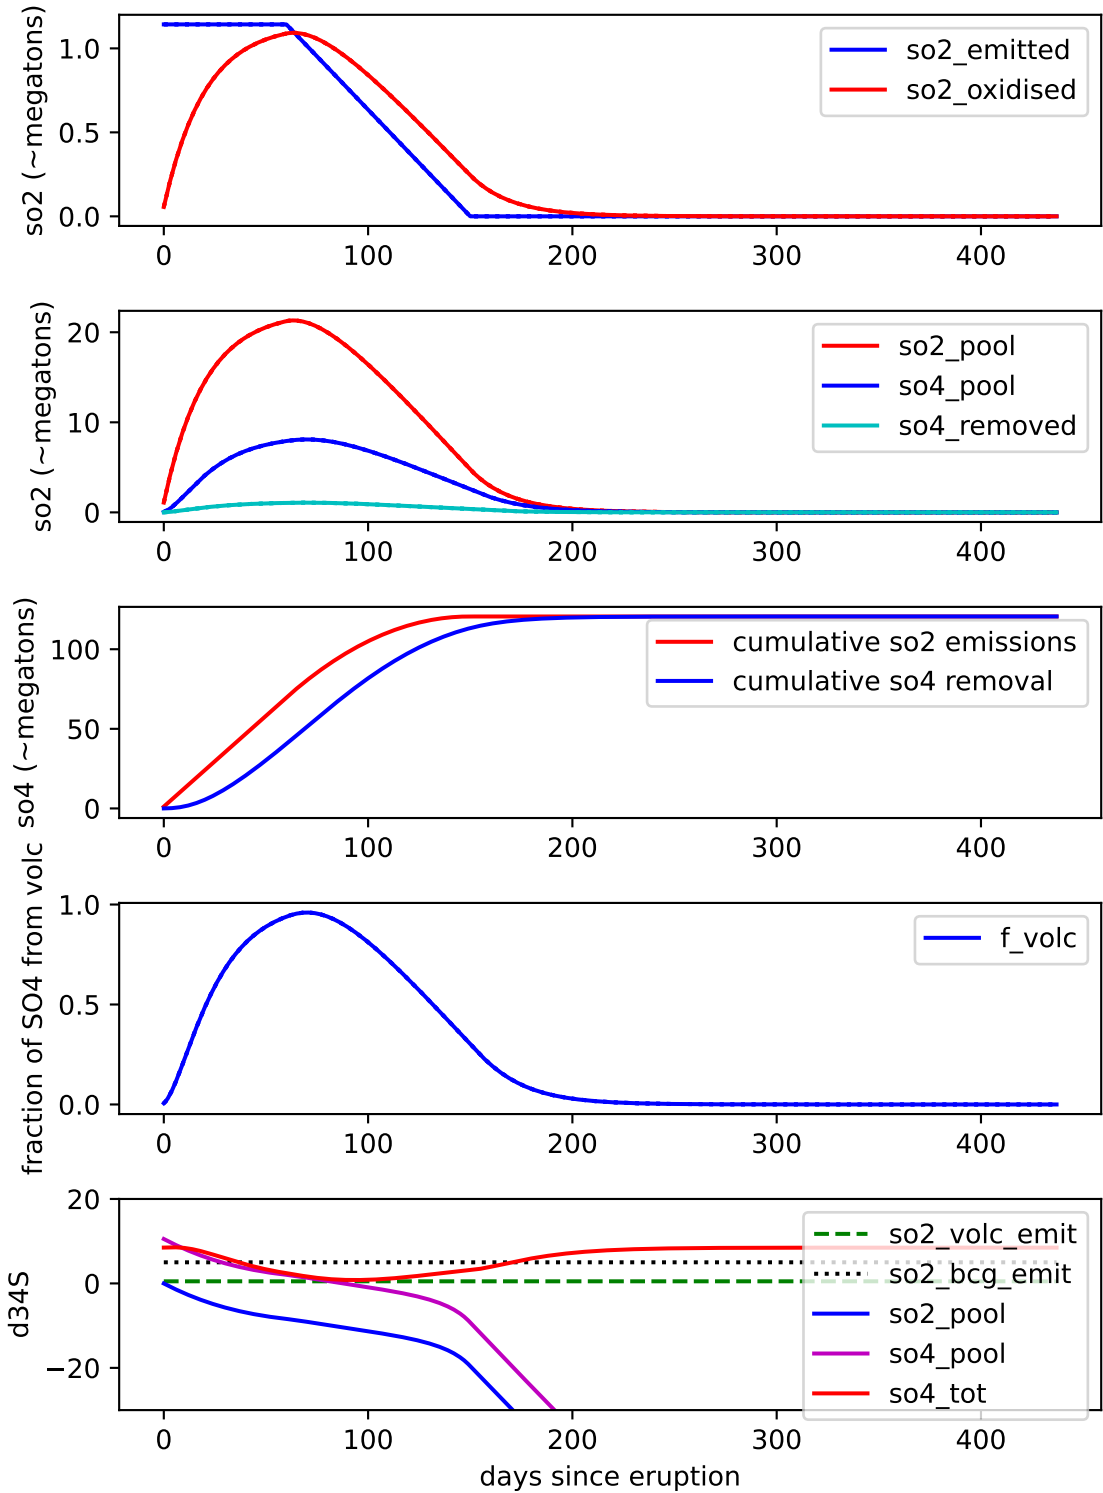 so2 (~megatons)
1.0
0.5
0.0
so2_emitted
so2_oxidised
0 100 200 300 400
so2 (~megatons)
20
10
0
so2_pool
so4_pool
so4_removed
0 100 200 300 400
so4 (~megatons)
100
50
0
cumulative so2 emissions
cumulative so4 removal
0 100 200 300 400
fraction of SO4 from volc
1.0
0.5
0.0
f_volc
0 100 200 300 400
d34S
20
0
−20
so2_volc_emit
so2_bcg_emit
so2_pool
so4_pool
so4_tot
0 100 200 300 400
days since eruption